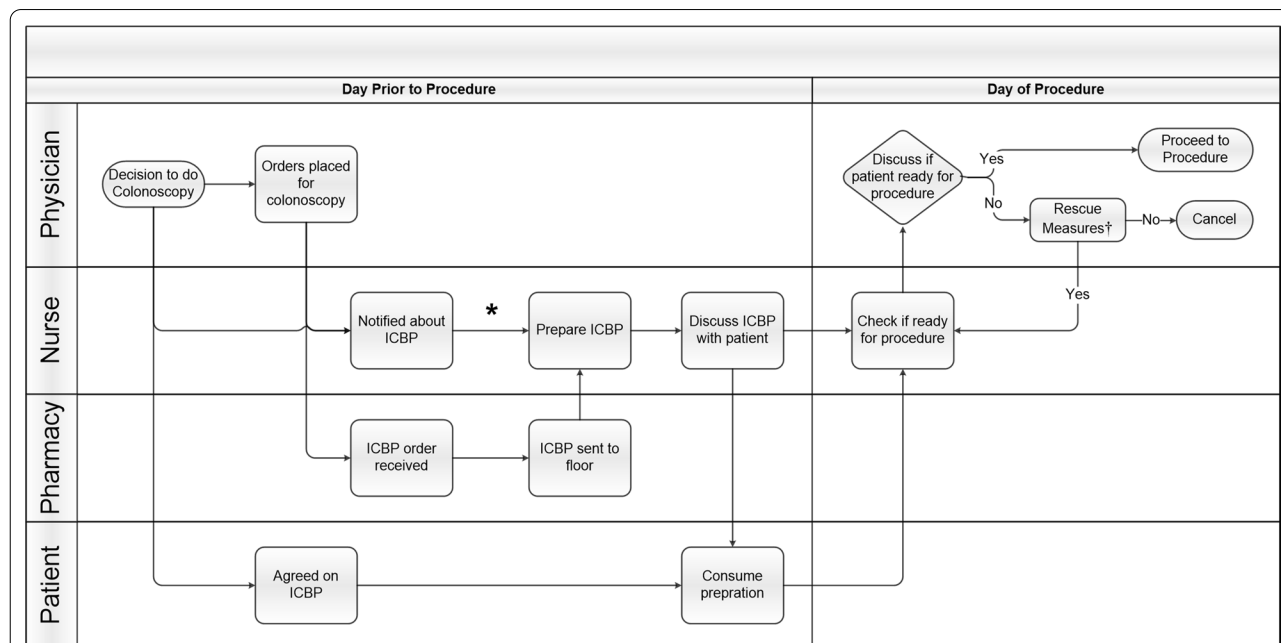 Day Prior to Procedure
Day of Procedure
Physician
Decision to do
Colonoscopy
Orders placed
for
colonoscopy
Discuss if
patient ready for
procedure
Yes
No
Proceed to
Procedure
Rescue
Measures†
No
Cancel
Yes
Nurse
Notified about
ICBP
*
Prepare ICBP
Discuss ICBP
with patient
Check if ready
for procedure
Pharmacy
ICBP order
received
ICBP sent to
floor
Patient
Agreed on
ICBP
Consume
prepration